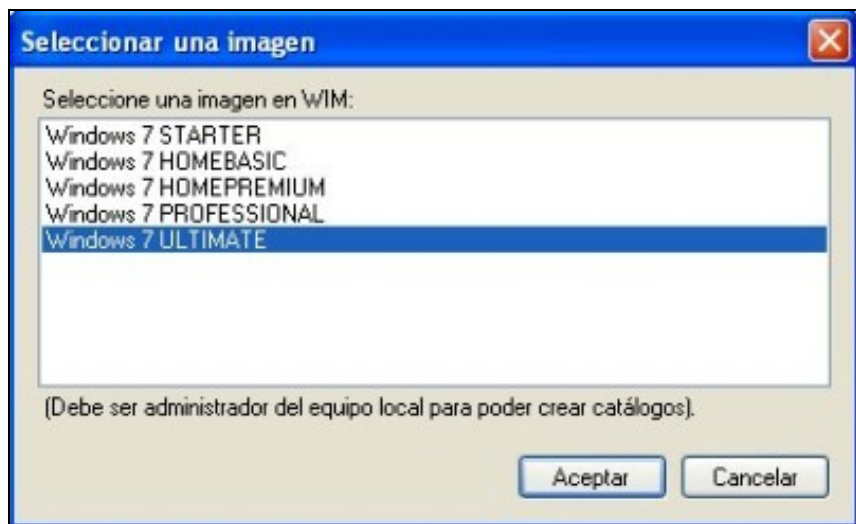 Seleccionar una imagen
Seleccione una imagen en WIM:
Windows 7 STARTER
Windows 7 HOMEBASIC
Windows 7 HOMEPREMIUM
Windows 7 PROFESSIONAL
Windows 7 ULTIMATE
(Debe ser administrador del equipo local para poder crear catálogos).
Aceptar Cancelar